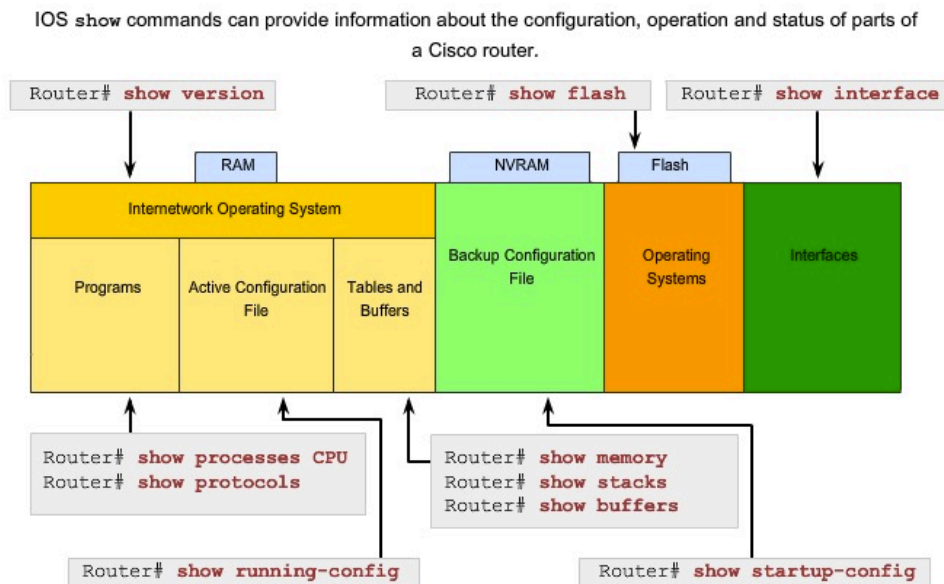 IOS show commands can provide information about the configuration, operation and status of parts of
a Cisco router.
Router# show version
Router# show flash
Router# show interface
RAM
NVRAM
Flash
Internetwork Operating System
Programs
Active Configuration
File
Tables and
Buffers
Backup Configuration
File
Operating
Systems
Interfaces
Router# show processes CPU
Router# show protocols
Router# show memory
Router# show stacks
Router# show buffers
Router# show running-config
Router# show startup-config